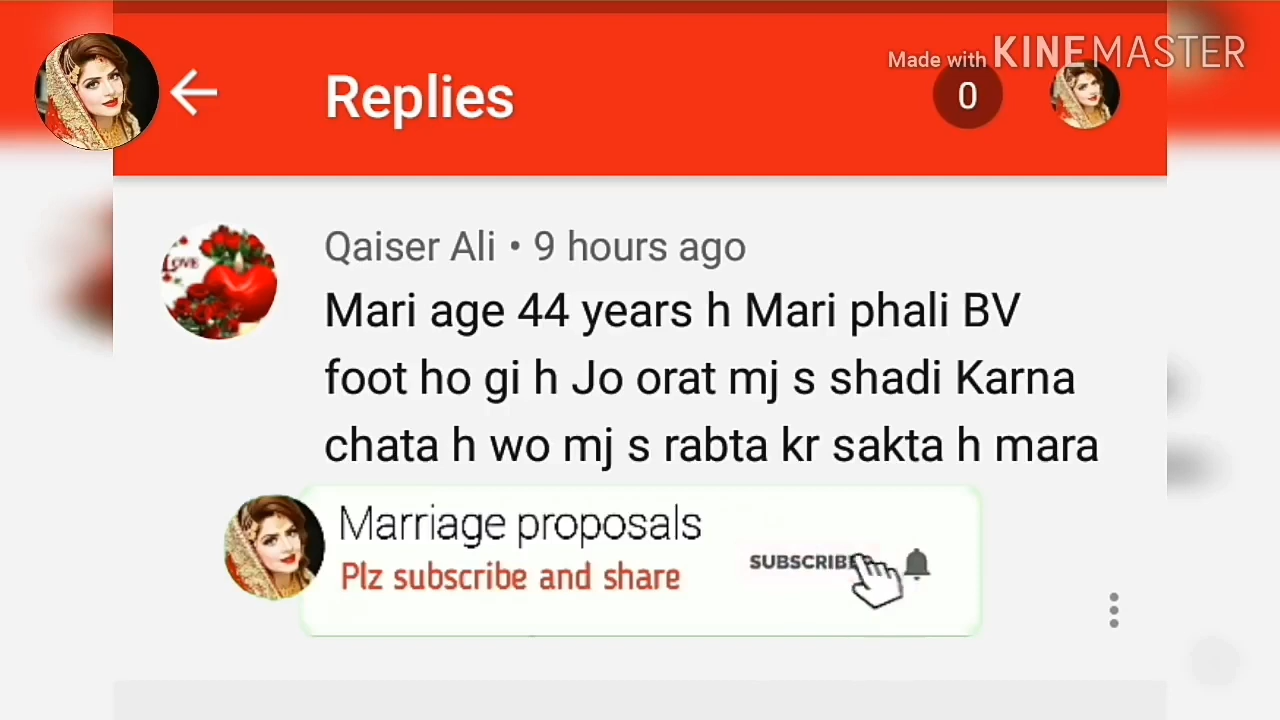 Made with KINEMASTER
Replies
0
LOVE
Qaiser Ali • 9 hours ago
Mari age 44 years h Mari phali BV
foot ho gi h Jo orat mj s shadi Karna
chata h wo mj s rabta kr sakta h mara
Marriage proposals
Plz subscribe and share
SUBSCRIBE